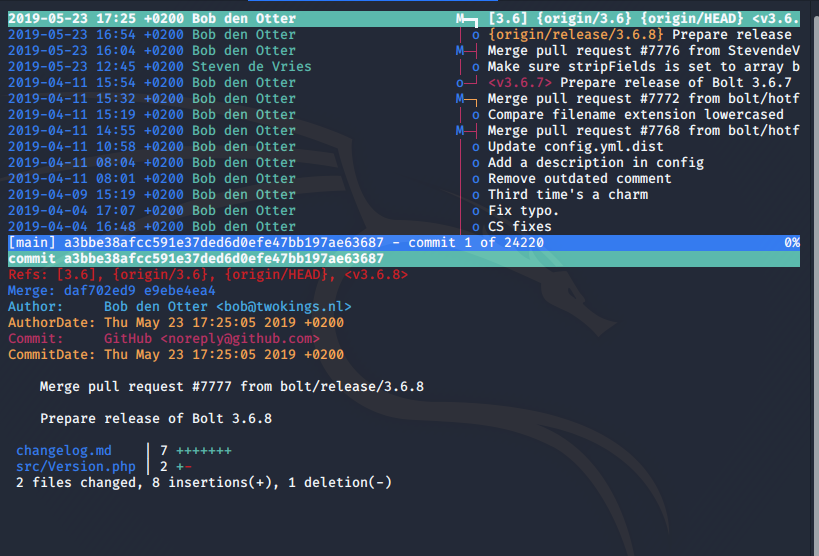 2019-05-23 17:25 +0200 Bob den Otter M [3.6] {origin/3.6} {origin/HEAD} <v3.6.
2019-05-23 16:54 +0200 Bob den Otter o {origin/release/3.6.8} Prepare release
2019-05-23 16:04 +0200 Bob den Otter M Merge pull request #7776 from StevendeV
2019-05-23 12:45 +0200 Steven de Vries o Make sure stripFields is set to array b
2019-04-11 15:54 +0200 Bob den Otter o <v3.6.7> Prepare release of Bolt 3.6.7
2019-04-11 15:32 +0200 Bob den Otter M Merge pull request #7772 from bolt/hotf
2019-04-11 15:19 +0200 Bob den Otter o Compare filename extension lowercased
2019-04-11 14:55 +0200 Bob den Otter M Merge pull request #7768 from bolt/hotf
2019-04-11 10:58 +0200 Bob den Otter o Update config.yml.dist
2019-04-11 08:04 +0200 Bob den Otter o Add a description in config
2019-04-11 08:01 +0200 Bob den Otter o Remove outdated comment
2019-04-09 15:19 +0200 Bob den Otter o Third time's a charm
2019-04-04 17:07 +0200 Bob den Otter o Fix typo.
2019-04-04 16:48 +0200 Bob den Otter o CS fixes
[main] a3bbe38afcc591e37ded6d0efe47bb197ae63687 - commit 1 of 24220 0%
commit a3bbe38afcc591e37ded6d0efe47bb197ae63687
Refs: [3.6], {origin/3.6}, {origin/HEAD}, <v3.6.8>
Merge: daf702ed9 e9ebe4ea4
Author: Bob den Otter <bob@twokings.nl>
AuthorDate: Thu May 23 17:25:05 2019 +0200
Commit: GitHub <noreply@github.com>
CommitDate: Thu May 23 17:25:05 2019 +0200
Merge pull request #7777 from bolt/release/3.6.8
Prepare release of Bolt 3.6.8
changelog.md | 7 +++++++
src/Version.php | 2 +-
2 files changed, 8 insertions(+), 1 deletion(-)